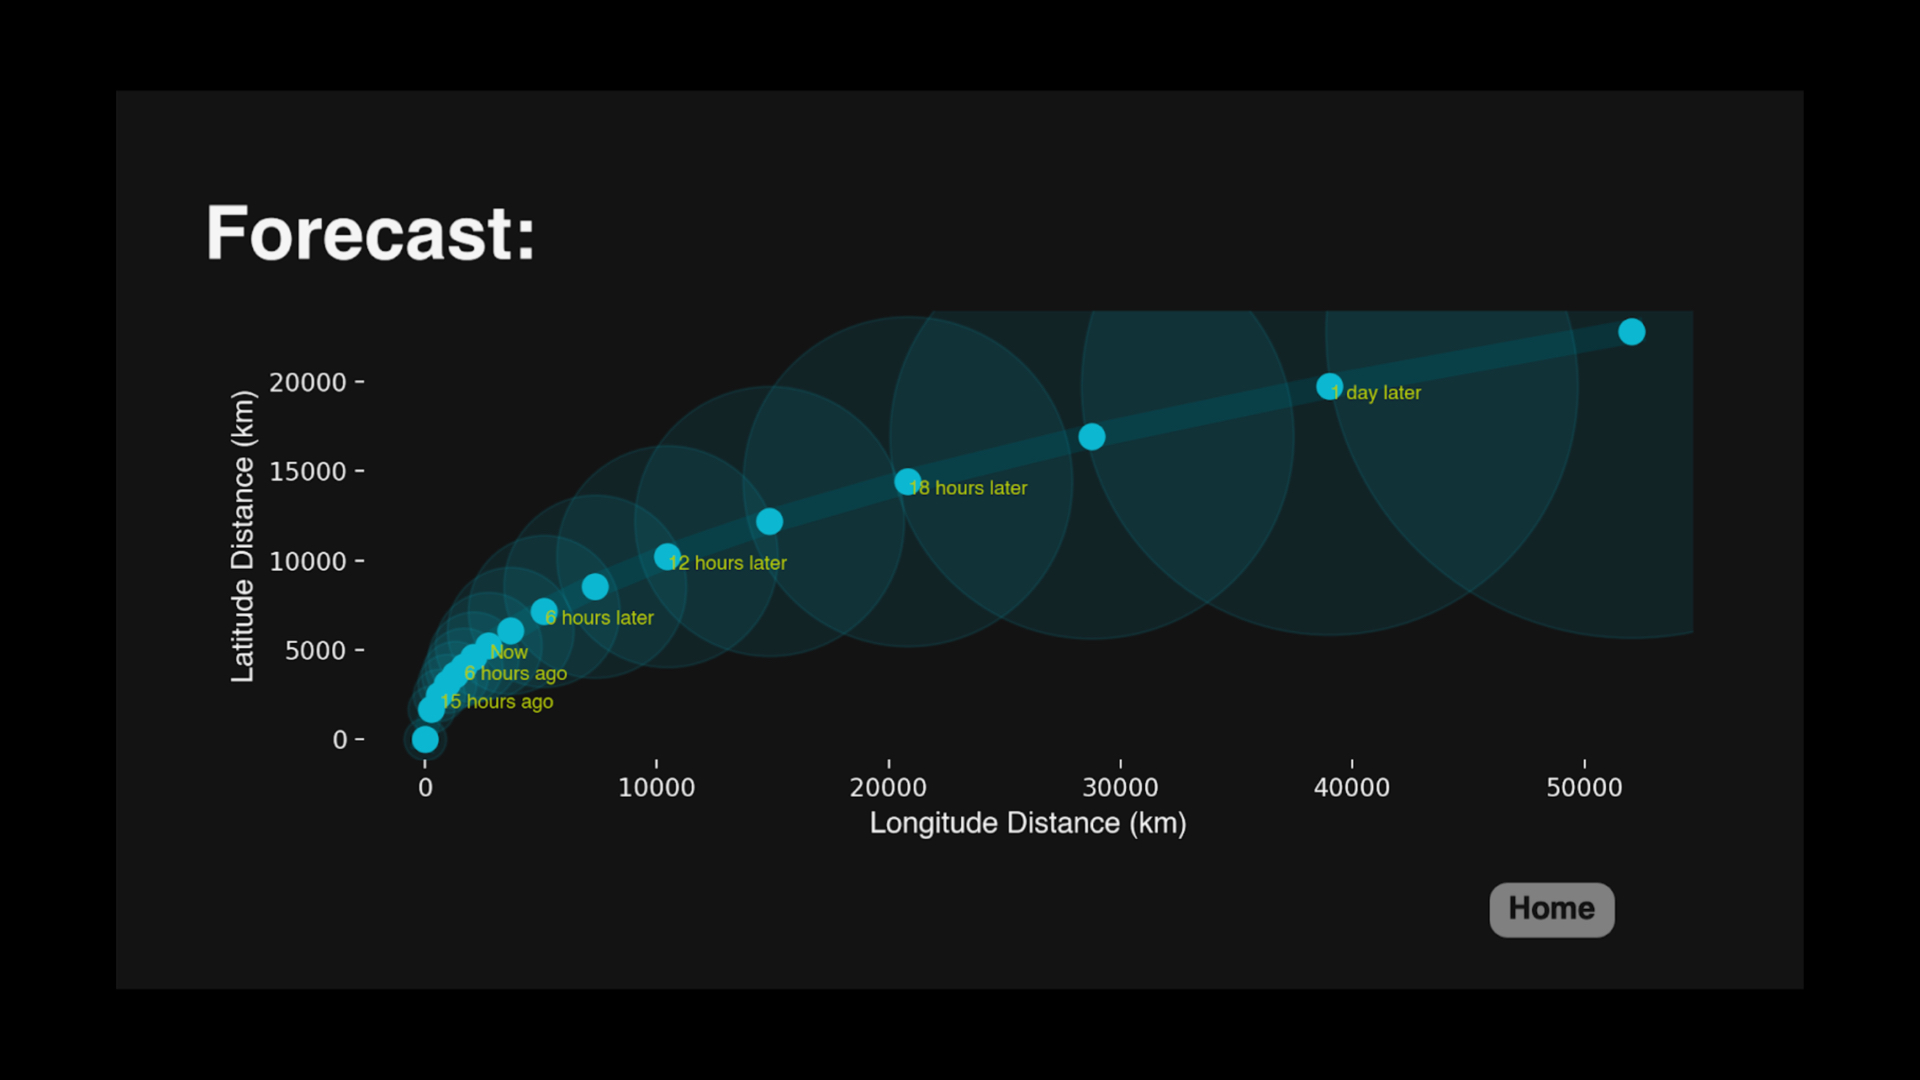 Forecast:
Latitude Distance (km)
20000
15000
10000
5000
0
1 day later
18 hours later
12 hours later
6 hours later
Now
6 hours ago
15 hours ago
0 10000 20000 30000 40000 50000
Longitude Distance (km)
Home